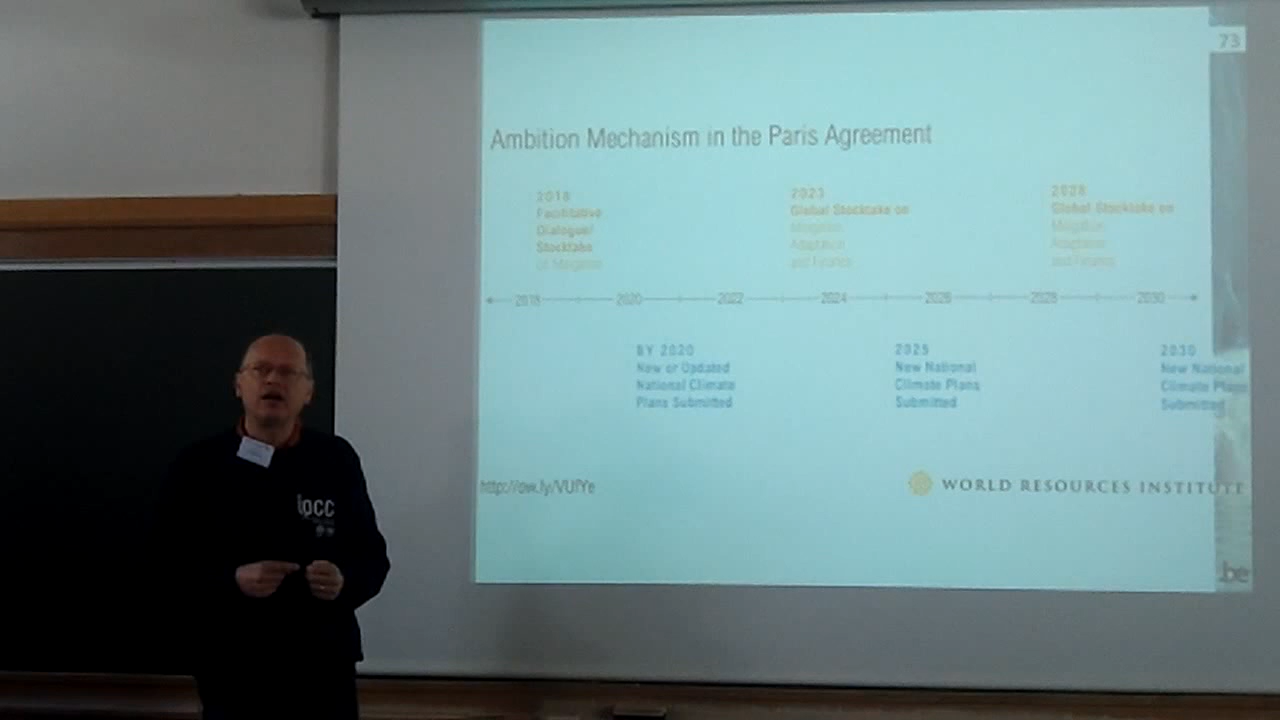 73
Ambition Mechanism in the Paris Agreement
2018
Facilitative
Dialogue/
Stocktake
on Mitigation
2023
Global Stocktake on
Mitigation
Adaptation
and Finance
2028
Global Stocktake on
Mitigation
Adaptation
and Finance
2018 2020 2022 2024 2026 2028 2030
BY 2020
New or Updated
National Climate
Plans Submitted
2025
New National
Climate Plans
Submitted
2030
New National
Climate Plans
Submitted
http://ow.ly/VUfYe
WORLD RESOURCES INSTITUTE
.be
ipcc